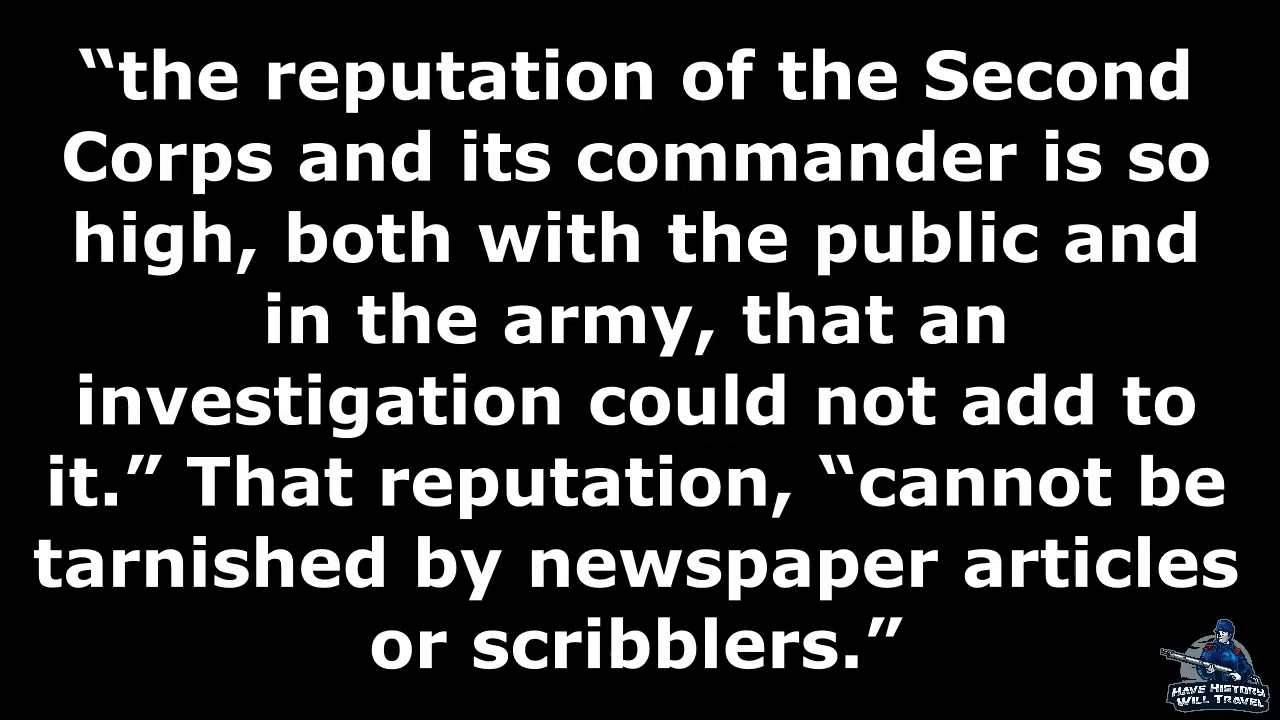 “the reputation of the Second
Corps and its commander is so
high, both with the public and
in the army, that an
investigation could not add to
it.” That reputation, “cannot be
tarnished by newspaper articles
or scribblers.”
HAVE HISTORY
WILL TRAVEL